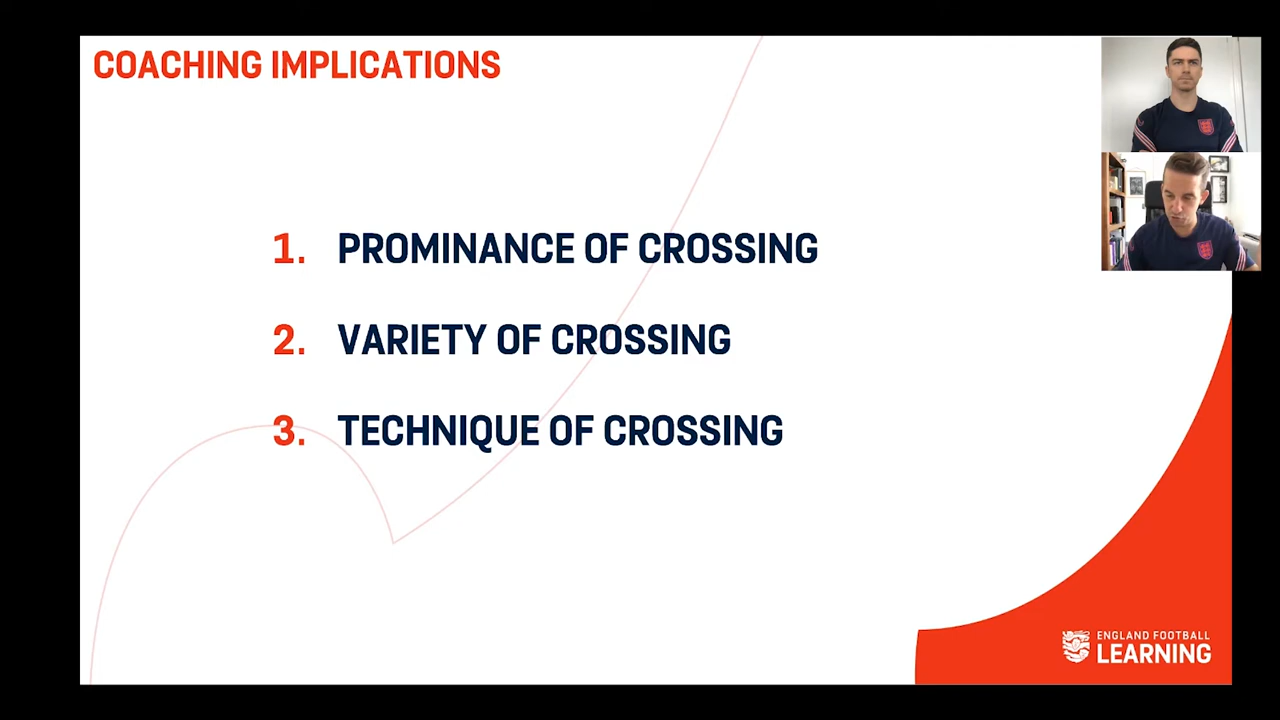 COACHING IMPLICATIONS
1. PROMINANCE OF CROSSING
2. VARIETY OF CROSSING
3. TECHNIQUE OF CROSSING
ENGLAND FOOTBALL
LEARNING